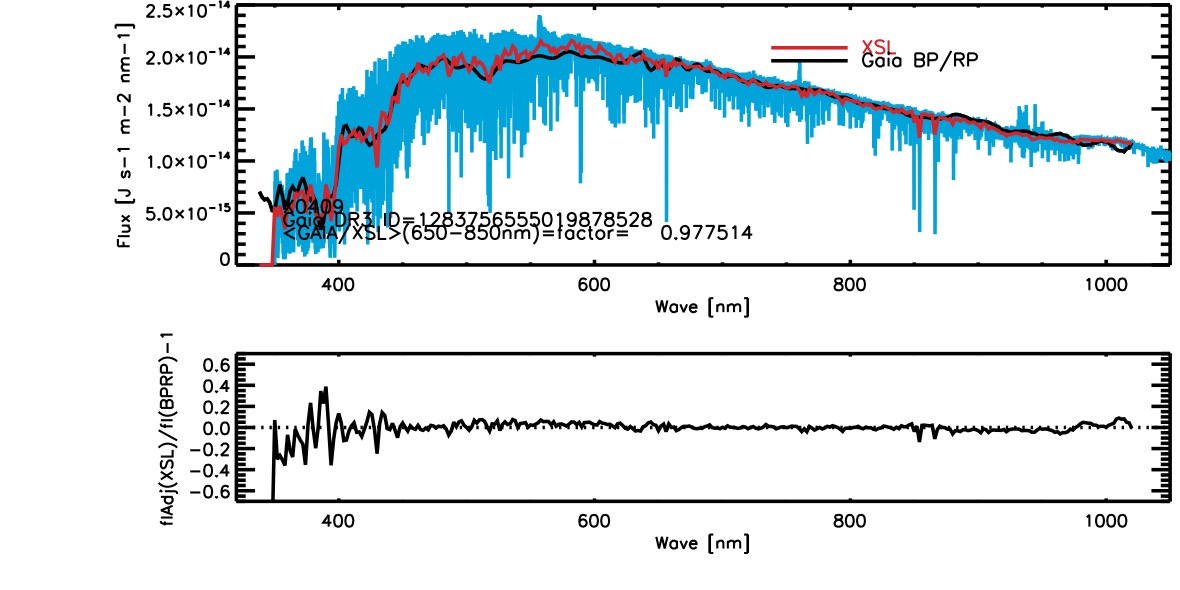 2.5×10⁻¹⁴
2.0×10⁻¹⁴
1.5×10⁻¹⁴
1.0×10⁻¹⁴
5.0×10⁻¹⁵
0
Flux [J s−1 m−2 nm−1]
XSL
Gaia BP/RP
X0409
Gaia DR3 ID=1283756555019878528
<GAIA/XSL>(650−850nm)=factor= 0.977514
400 600 800 1000
Wave [nm]
0.6
0.4
0.2
0.0
−0.2
−0.4
−0.6
flAdj(XSL)/fl(BPRP)−1
400 600 800 1000
Wave [nm]